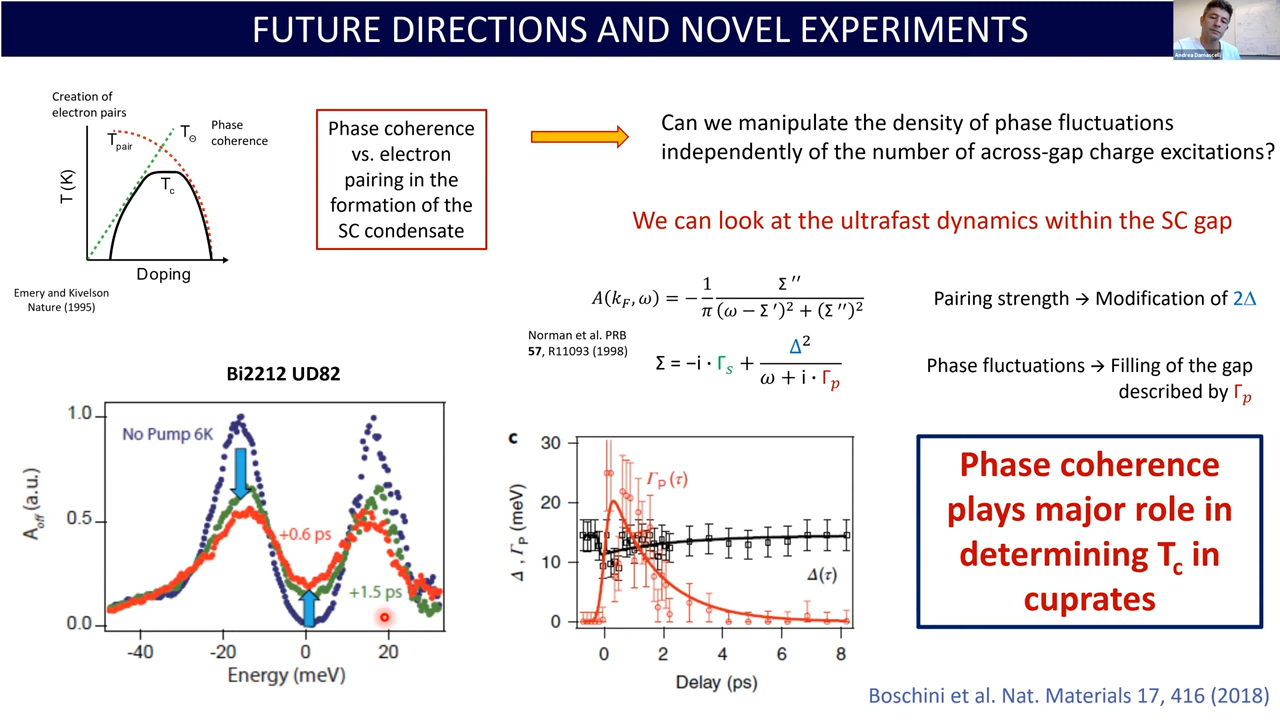 FUTURE DIRECTIONS AND NOVEL EXPERIMENTS
Andrea Damascelli
Creation of
electron pairs
T_pair
T_Θ
Phase
coherence
T_c
T (K)
Doping
Emery and Kivelson
Nature (1995)
Phase coherence
vs. electron
pairing in the
formation of the
SC condensate
Can we manipulate the density of phase fluctuations
independently of the number of across-gap charge excitations?
We can look at the ultrafast dynamics within the SC gap
A(k_F, ω) = − 1/π Σ′′ / ((ω − Σ′)² + (Σ′′)²)
Pairing strength → Modification of 2Δ
Norman et al. PRB
57, R11093 (1998)
Σ = −i · Γ_s + Δ² / (ω + i · Γ_p)
Phase fluctuations → Filling of the gap
described by Γ_p
Bi2212 UD82
1.0
0.5
0.0
A_off (a.u.)
No Pump 6K
+0.6 ps
+1.5 ps
-40 -20 0 20
Energy (meV)
c
30
20
10
0
Δ , Γ_P (meV)
Γ_P(τ)
Δ(τ)
0 2 4 6 8
Delay (ps)
Phase coherence
plays major role in
determining T_c in
cuprates
Boschini et al. Nat. Materials 17, 416 (2018)